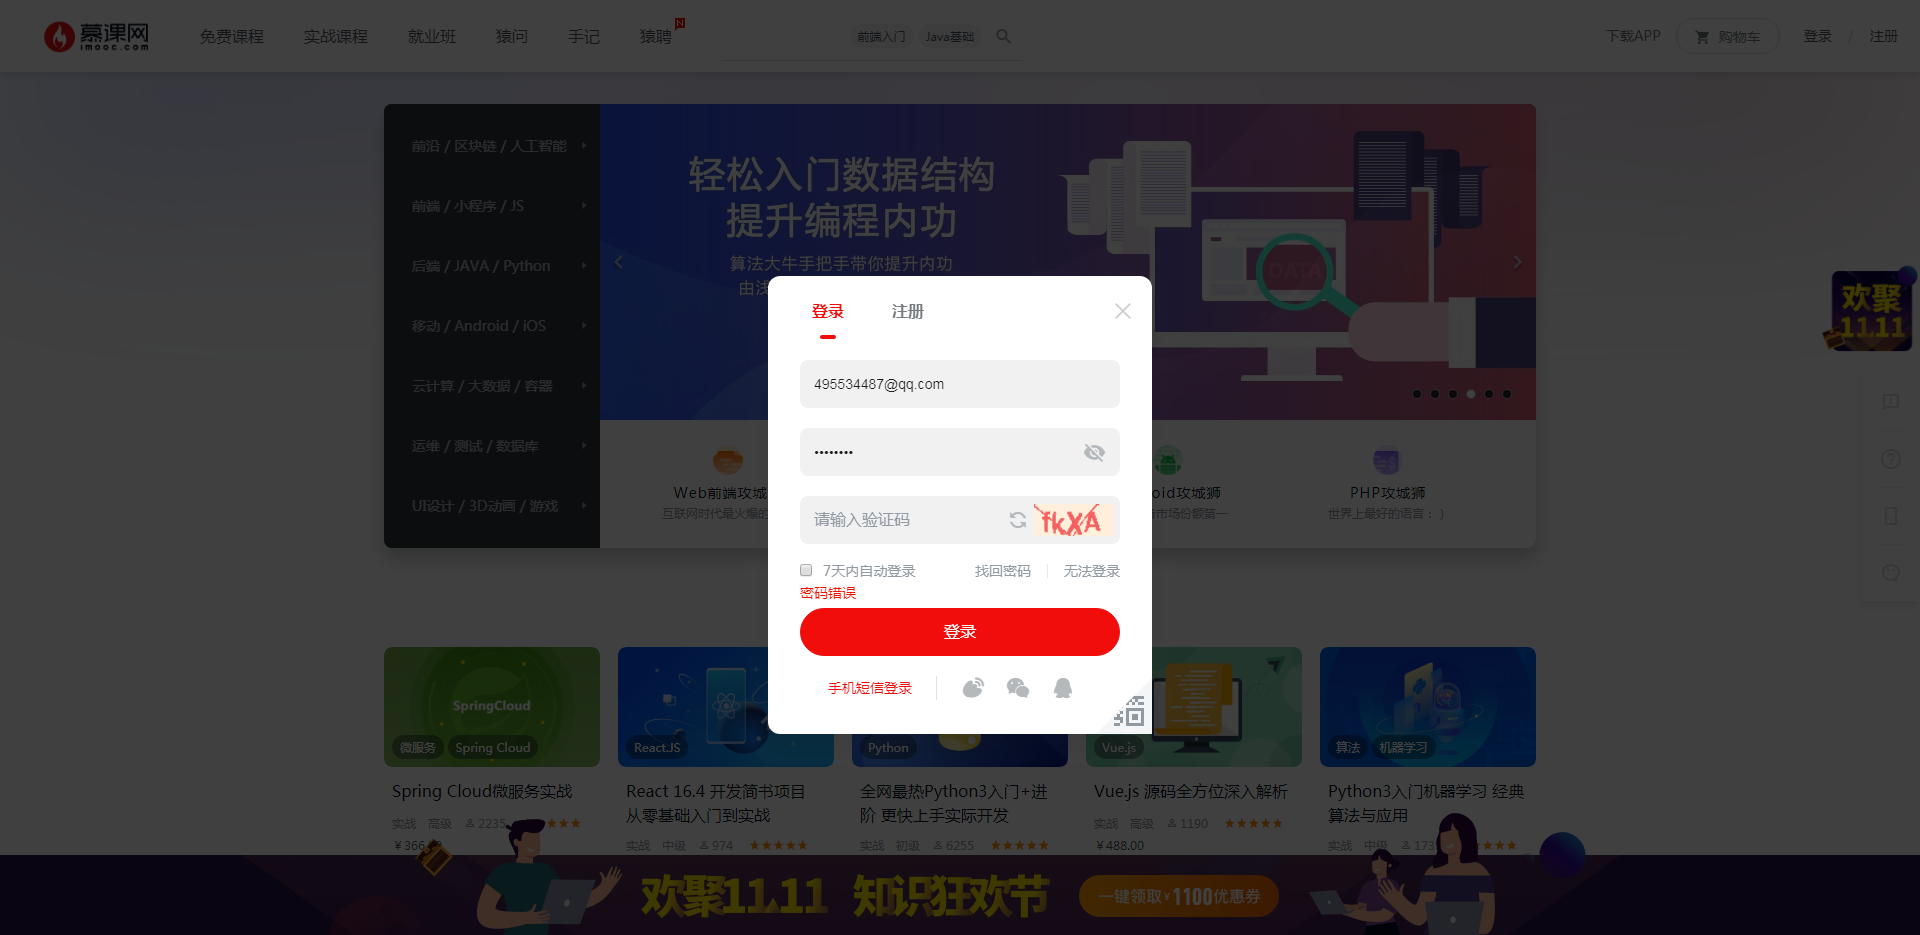 慕课网
imooc.com
免费课程 实战课程 就业班 猿问 手记 猿聘 N
前端入门 Java基础
下载APP 购物车 登录 / 注册
前沿 / 区块链 / 人工智能
前端 / 小程序 / JS
后端 / JAVA / Python
移动 / Android / iOS
云计算 / 大数据 / 容器
运维 / 测试 / 数据库
UI设计 / 3D动画 / 游戏
轻松入门数据结构
提升编程内功
算法大牛手把手带你提升内功
由浅
DATA
欢聚
11.11
登录 注册
495534487@qq.com
••••••••
请输入验证码 fkXA
7天内自动登录 找回密码 无法登录
密码错误
登录
手机短信登录
Web前端攻城
互联网时代最火爆的
oid攻城狮
市场份额第一
PHP攻城狮
世界上最好的语言：）
SpringCloud
微服务 Spring Cloud
Spring Cloud微服务实战
实战 高级 2235
￥366
React.JS
React 16.4 开发简书项目
从零基础入门到实战
实战 中级 974
Python
全网最热Python3入门+进
阶 更快上手实际开发
实战 初级 6255
Vue.js
Vue.js 源码全方位深入解析
实战 高级 1190
￥488.00
算法 机器学习
Python3入门机器学习 经典
算法与应用
实战 中级 173
欢聚11.11 知识狂欢节
一键领取¥1100优惠券